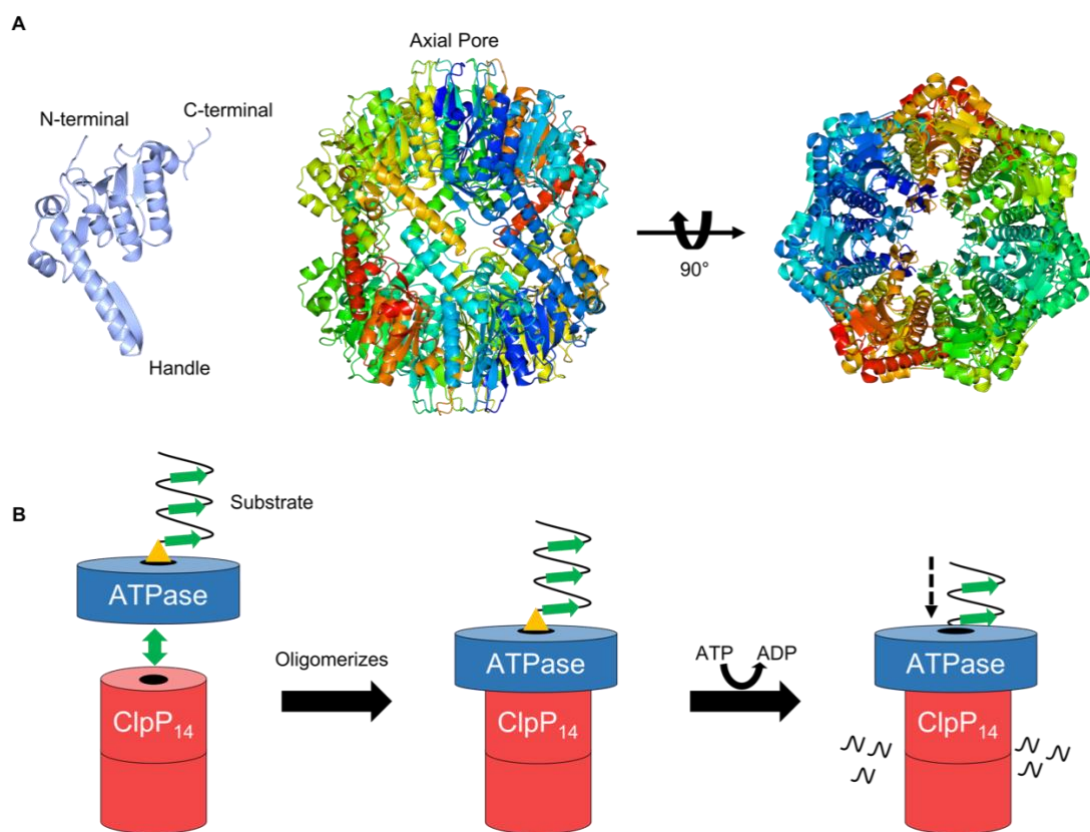 A
Axial Pore
N-terminal
C-terminal
Handle
90°
B
Substrate
ATPase
ClpP14
Oligomerizes
ATPase
ClpP14
ATP
ADP
ATPase
ClpP14